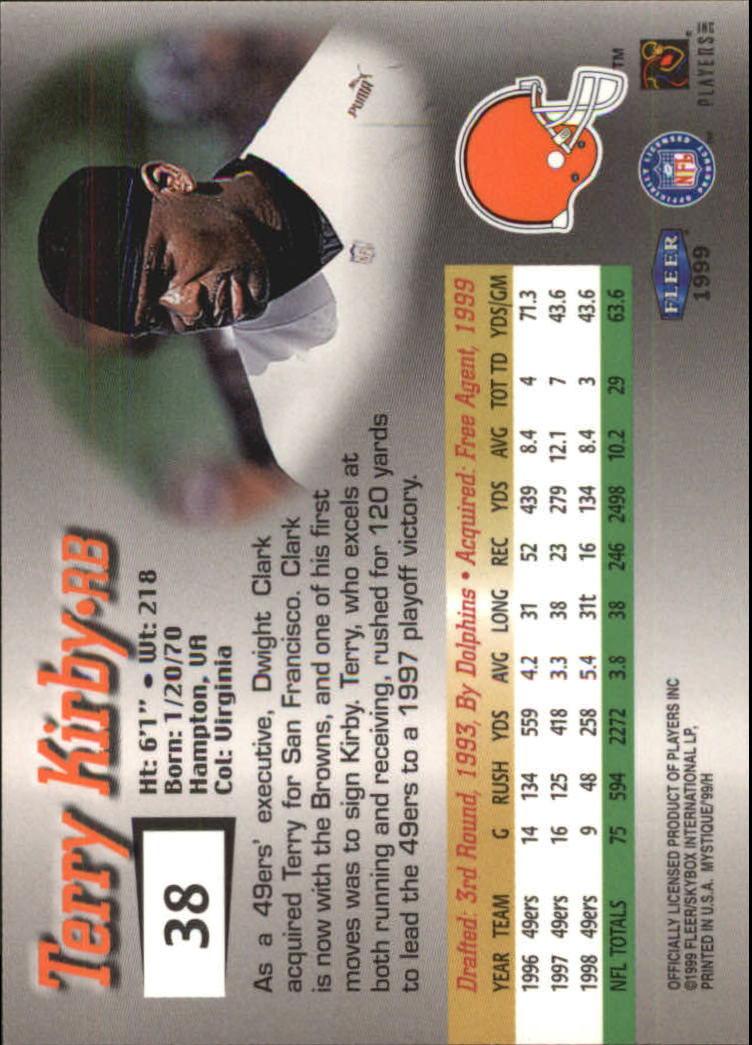 Terry Kirby•RB
38
Ht: 6'1" • Wt: 218
Born: 1/20/70
Hampton, VA
Col: Virginia
As a 49ers' executive, Dwight Clark
acquired Terry for San Francisco. Clark
is now with the Browns, and one of his first
moves was to sign Kirby. Terry, who excels at
both running and receiving, rushed for 120 yards
to lead the 49ers to a 1997 playoff victory.
PUMA
NFL
Drafted: 3rd Round, 1993, By Dolphins • Acquired: Free Agent, 1999
YEAR TEAM G RUSH YDS AVG LONG REC YDS AVG TOT TD YDS/GM
1996 49ers 14 134 559 4.2 31 52 439 8.4 4 71.3
1997 49ers 16 125 418 3.3 38 23 279 12.1 7 43.6
1998 49ers 9 48 258 5.4 31t 16 134 8.4 3 43.6
NFL TOTALS 75 594 2272 3.8 38 246 2498 10.2 29 63.6
TM
OFFICIALLY LICENSED PRODUCT OF PLAYERS INC
©1999 FLEER/SKYBOX INTERNATIONAL LP,
PRINTED IN U.S.A. MYSTIQUE/'99/H
FLEER
1999
NFL
OFFICIALLY LICENSED PRODUCT
PLAYERS INC